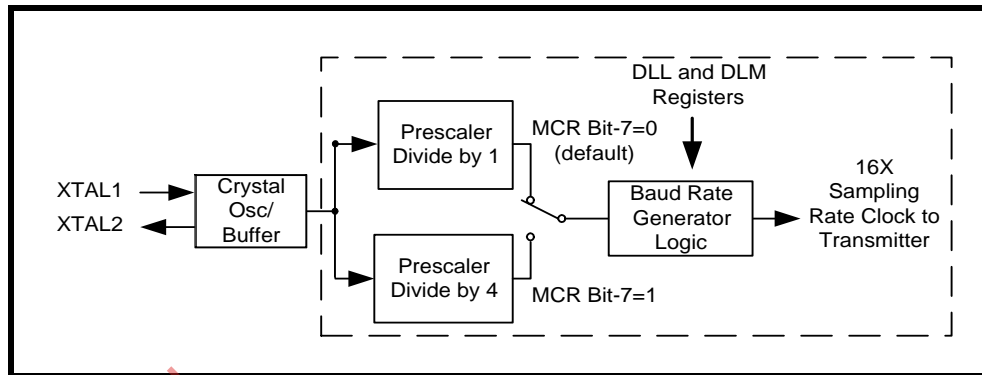 DLL and DLM
Registers
Prescaler
Divide by 1
MCR Bit-7=0
(default)
XTAL1
XTAL2
Crystal
Osc/
Buffer
Baud Rate
Generator
Logic
16X
Sampling
Rate Clock to
Transmitter
Prescaler
Divide by 4
MCR Bit-7=1